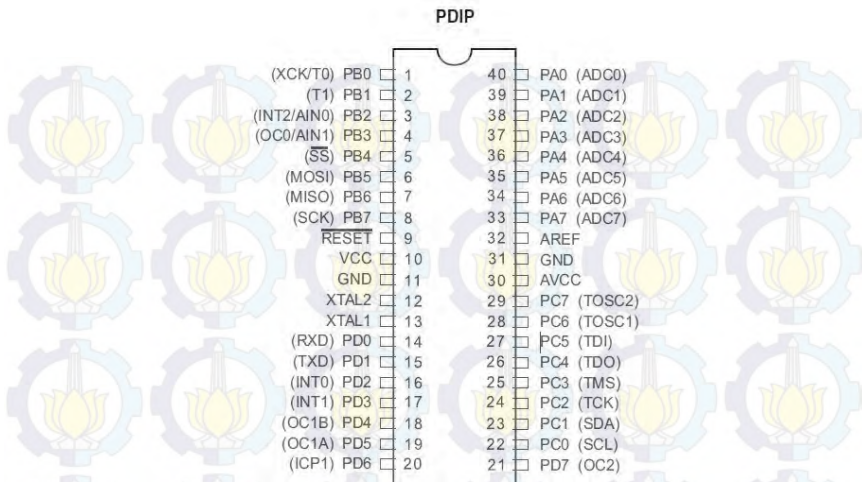 PDIP
(XCK/T0) PB0 1 40 PA0 (ADC0)
(T1) PB1 2 39 PA1 (ADC1)
(INT2/AIN0) PB2 3 38 PA2 (ADC2)
(OC0/AIN1) PB3 4 37 PA3 (ADC3)
(SS) PB4 5 36 PA4 (ADC4)
(MOSI) PB5 6 35 PA5 (ADC5)
(MISO) PB6 7 34 PA6 (ADC6)
(SCK) PB7 8 33 PA7 (ADC7)
RESET 9 32 AREF
VCC 10 31 GND
GND 11 30 AVCC
XTAL2 12 29 PC7 (TOSC2)
XTAL1 13 28 PC6 (TOSC1)
(RXD) PD0 14 27 PC5 (TDI)
(TXD) PD1 15 26 PC4 (TDO)
(INT0) PD2 16 25 PC3 (TMS)
(INT1) PD3 17 24 PC2 (TCK)
(OC1B) PD4 18 23 PC1 (SDA)
(OC1A) PD5 19 22 PC0 (SCL)
(ICP1) PD6 20 21 PD7 (OC2)